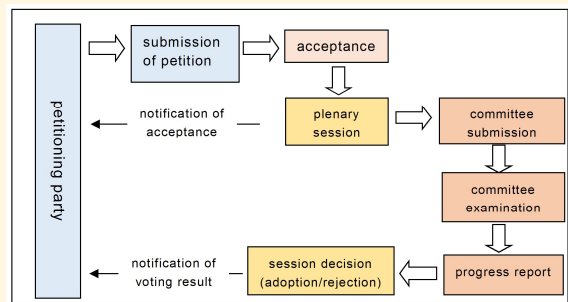 petitioning party
submission
of petition
acceptance
notification of
acceptance
plenary
session
committee
submission
committee
examination
notification of
voting result
session decision
(adoption/rejection)
progress report